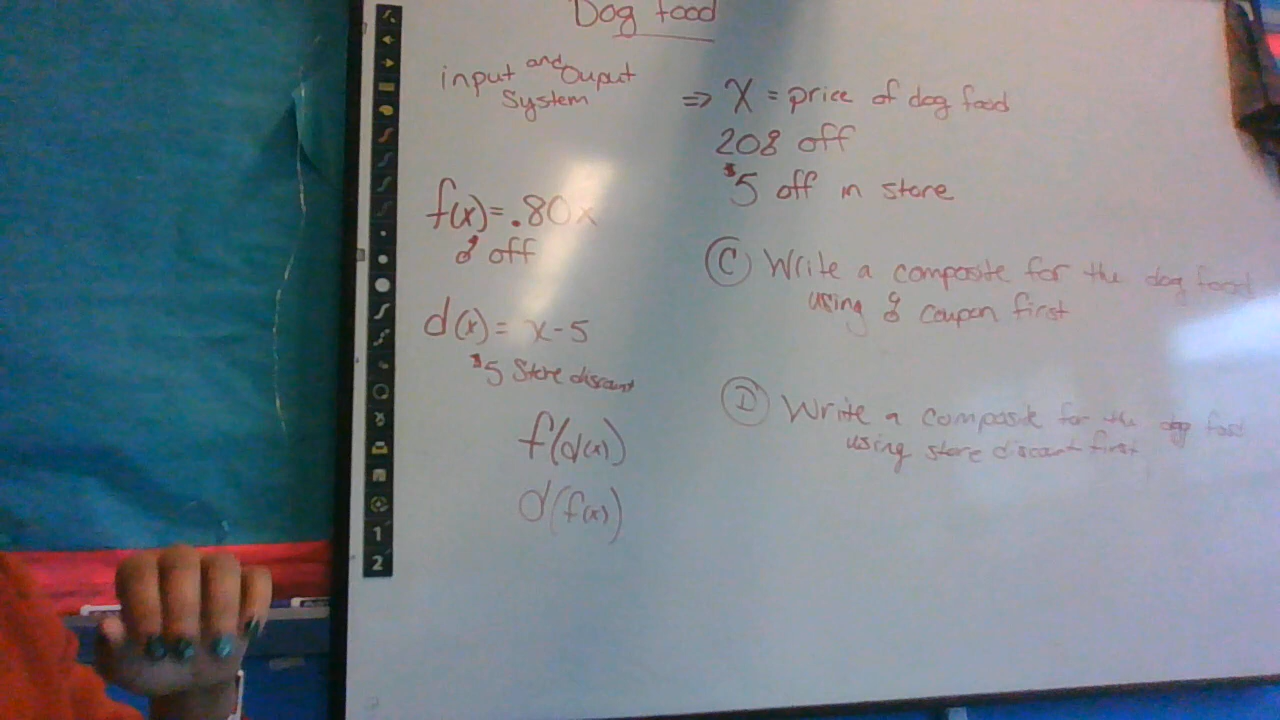 Dog food
input and Ouput
System
f(x) = .80x
% off
d(x) = x-5
$5 Store discount
f(d(x))
d(f(x))
⇒ X = price of dog food
20% off
$5 off in store
Ⓒ Write a composite for the dog food
using % coupon first
Ⓓ Write a composite for the dog food
using store discount first
1
2